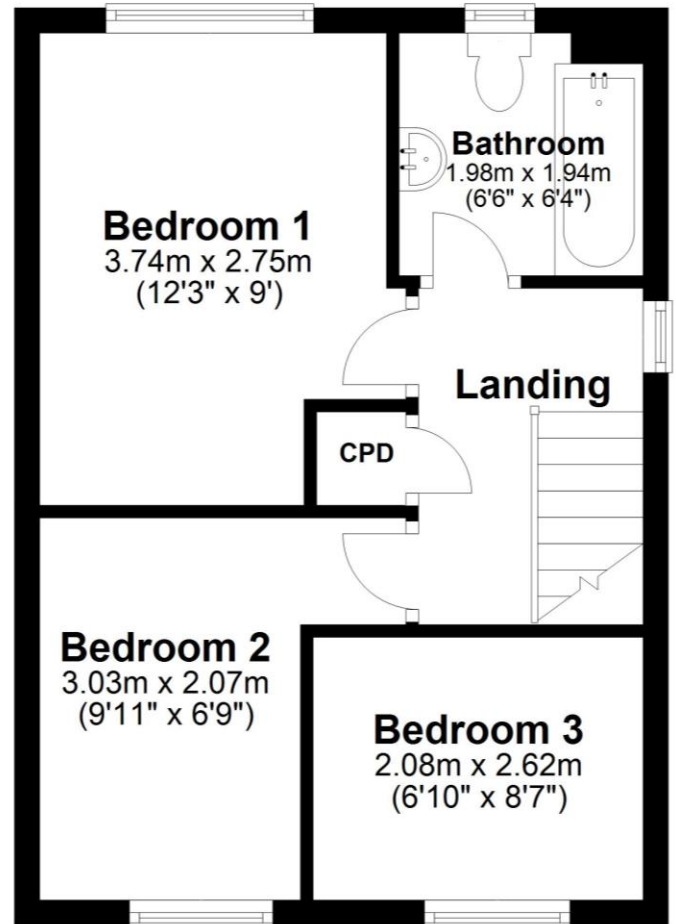 Bathroom
1.98m x 1.94m
(6'6" x 6'4")
Bedroom 1
3.74m x 2.75m
(12'3" x 9')
Landing
CPD
Bedroom 2
3.03m x 2.07m
(9'11" x 6'9")
Bedroom 3
2.08m x 2.62m
(6'10" x 8'7")